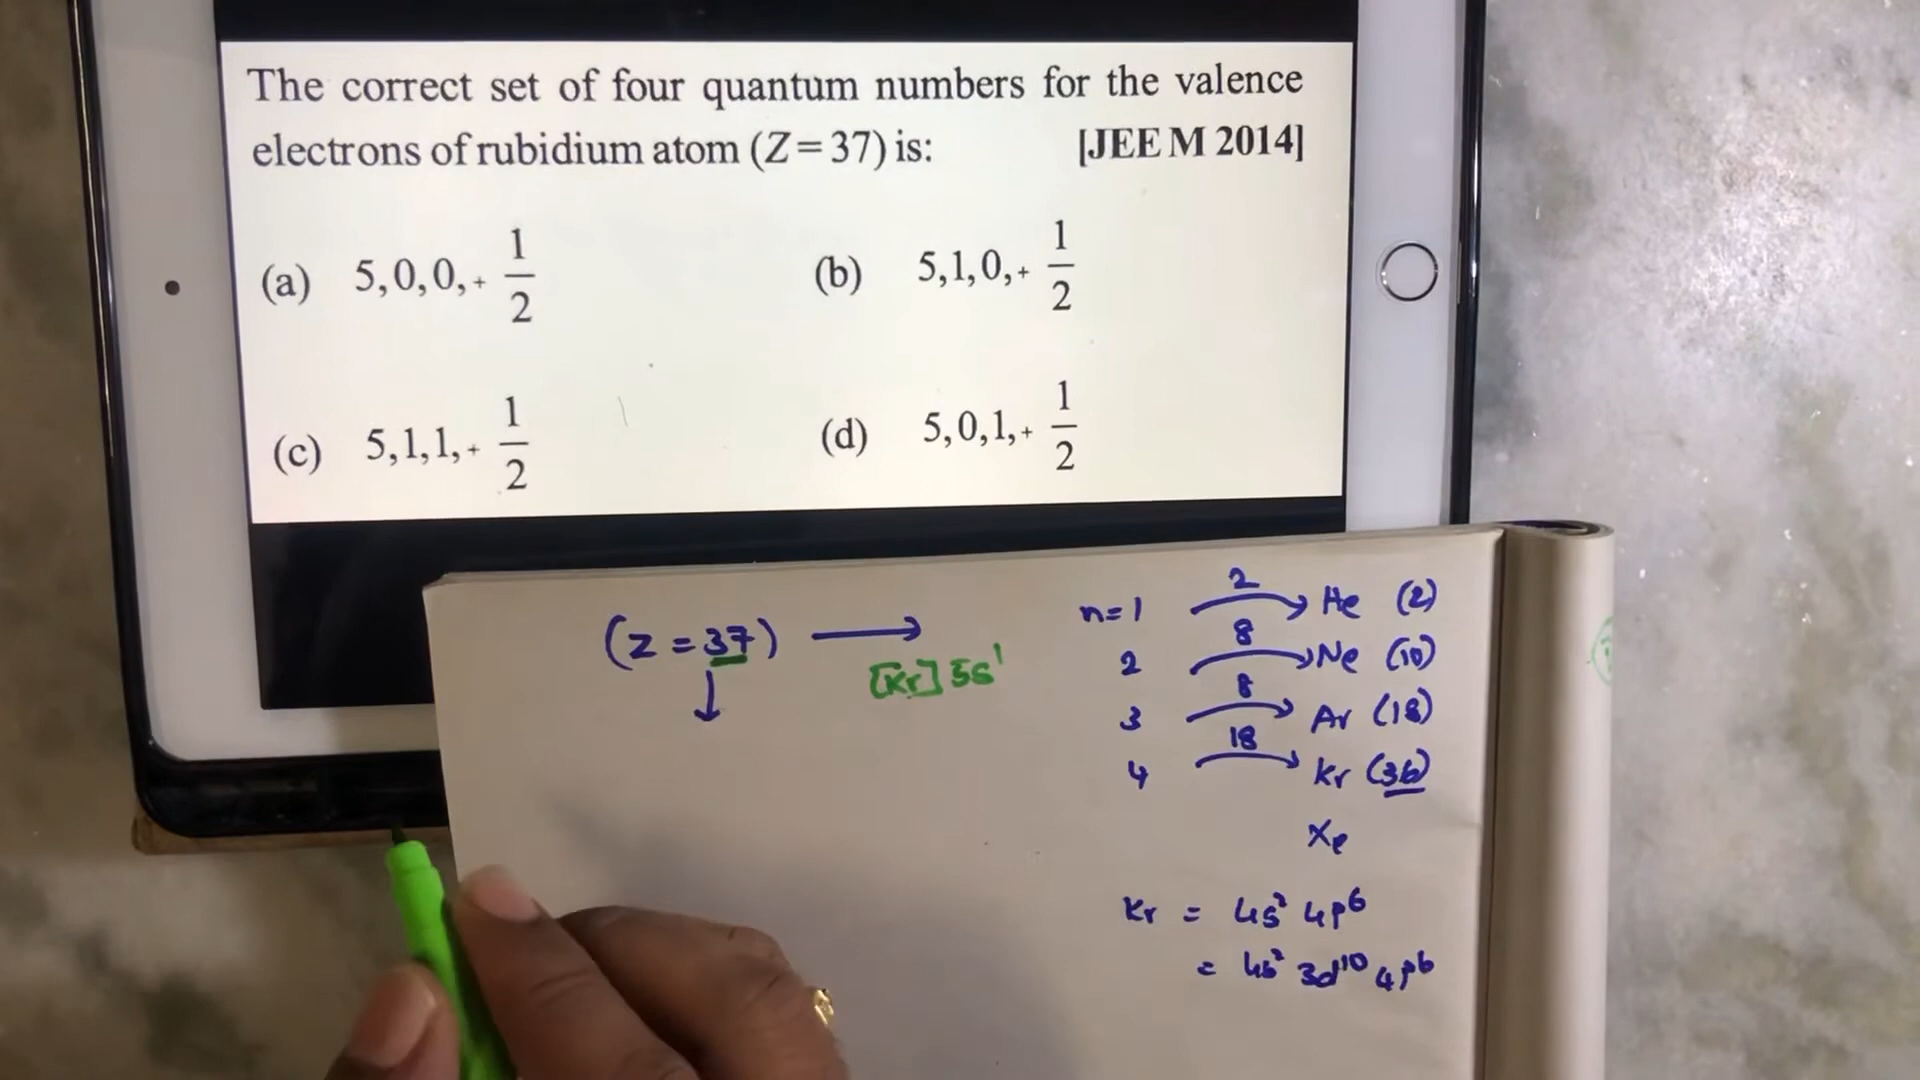 The correct set of four quantum numbers for the valence
electrons of rubidium atom (Z=37) is: [JEE M 2014]
(a) 5,0,0,+ 1/2
(b) 5,1,0,+ 1/2
(c) 5,1,1,+ 1/2
(d) 5,0,1,+ 1/2
(Z = 37) → [Kr] 5s¹
↓
n=1 2 → He (2)
2 8 → Ne (10)
3 8 → Ar (18)
4 18 → Kr (36)
Xe
Kr = 4s² 4p⁶
= 4s² 3d¹⁰ 4p⁶